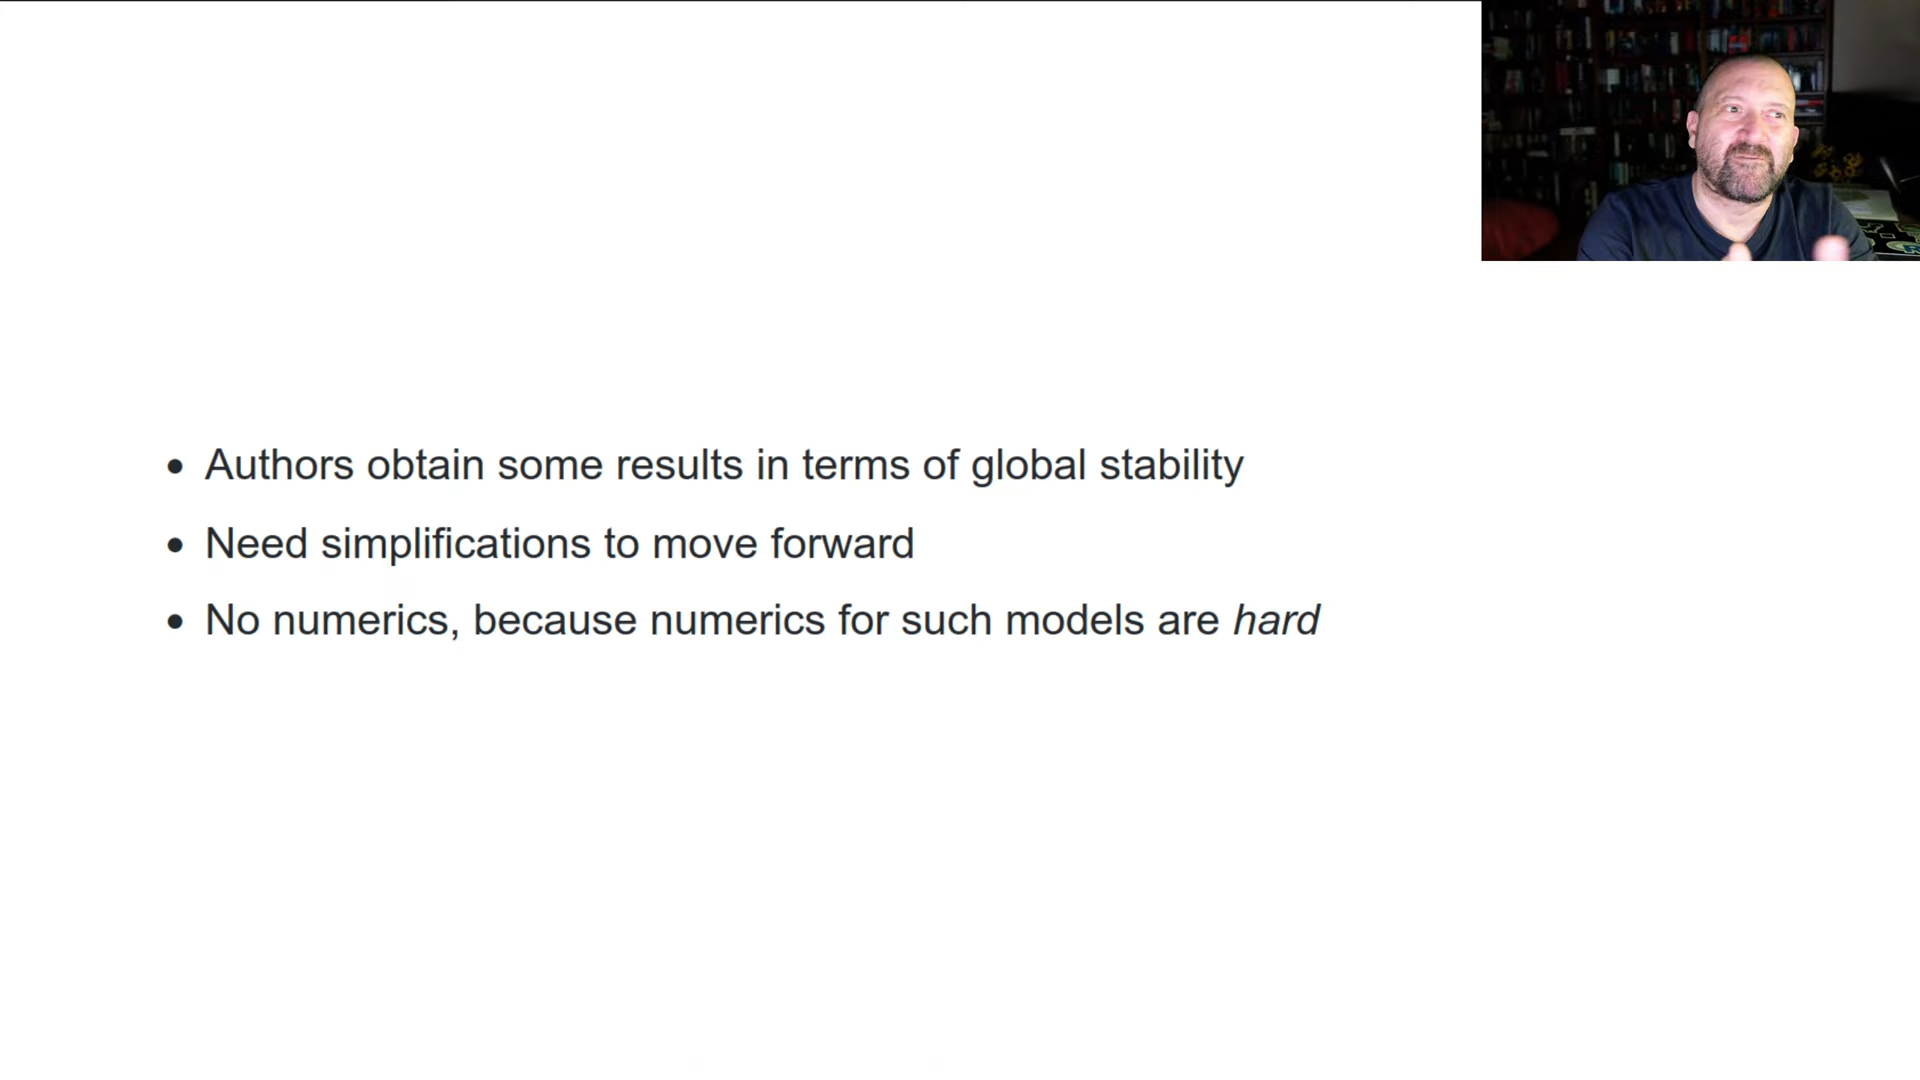 • Authors obtain some results in terms of global stability
• Need simplifications to move forward
• No numerics, because numerics for such models are hard